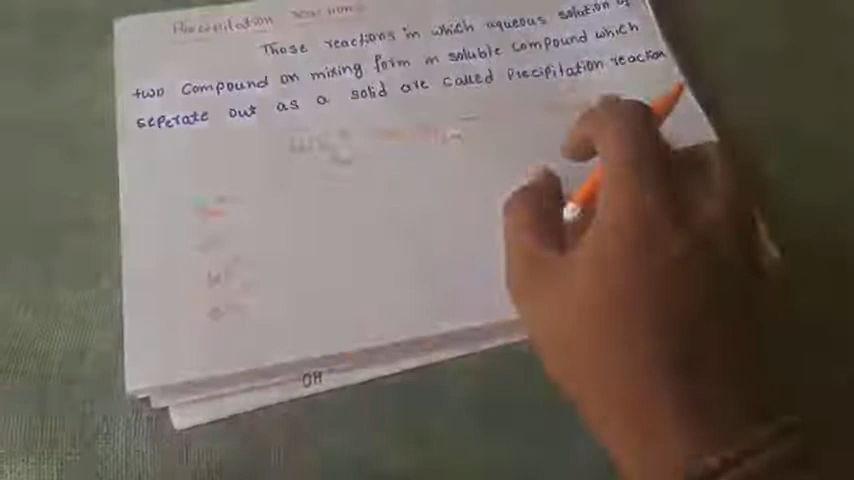 Precipitation reactions
Those reactions in which aqueous solution of
two compound on mixing form in soluble compound which
seperate out as a solid are called Precipitation reaction
OH